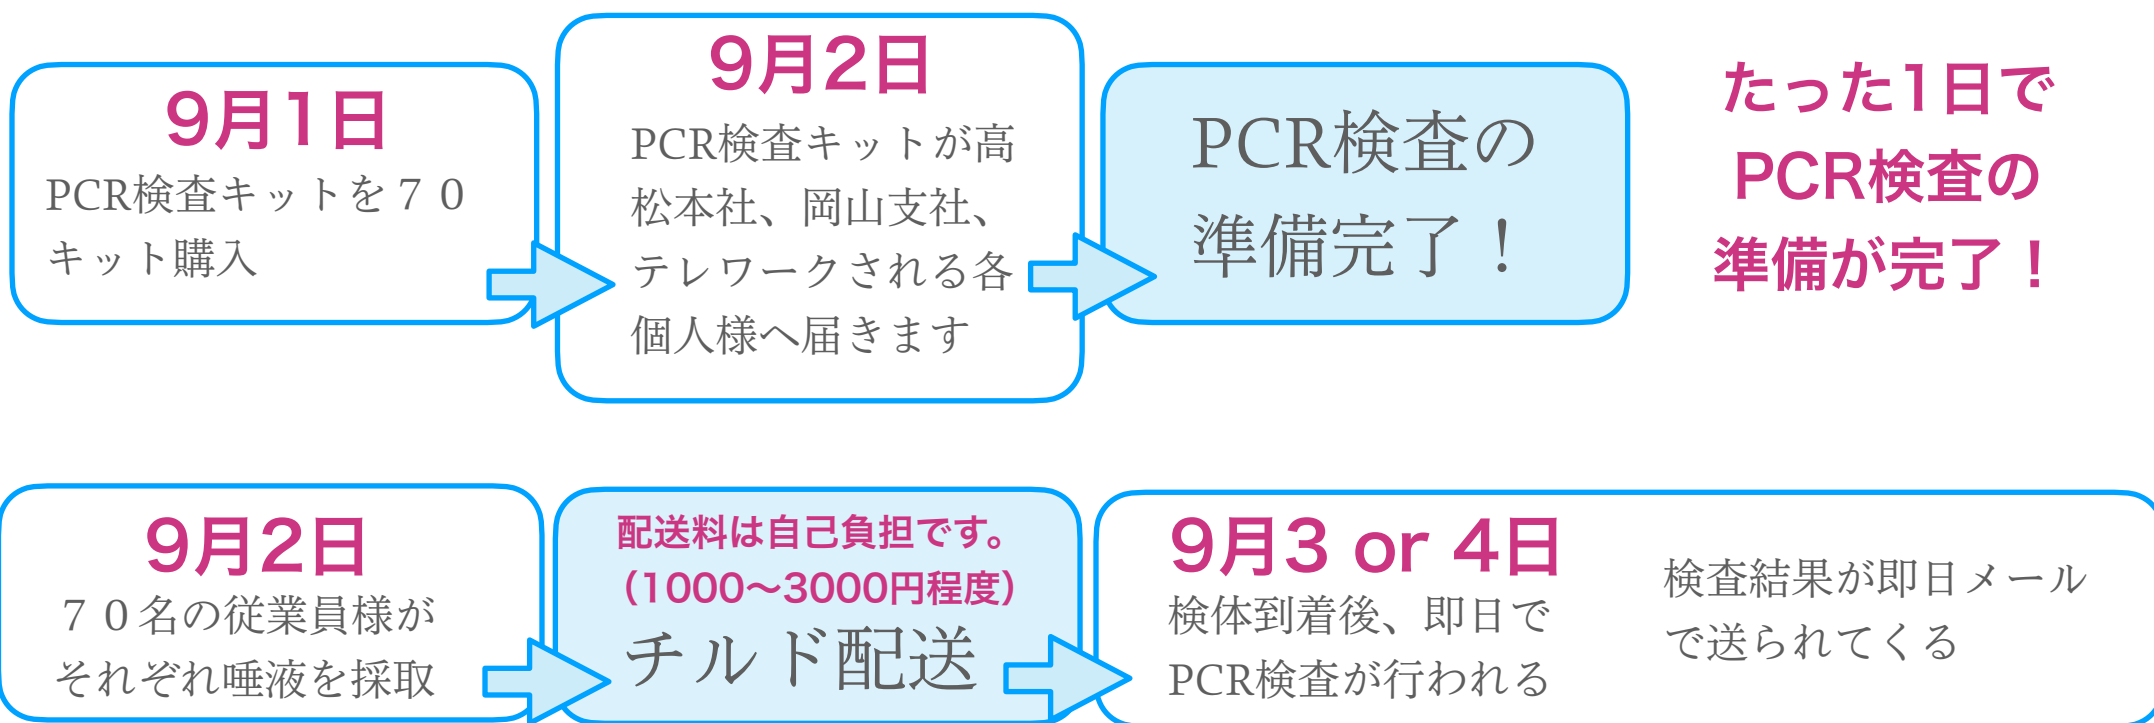 9月1日
PCR検査キットを７０
キット購入
9月2日
PCR検査キットが高
松本社、岡山支社、
テレワークされる各
個人様へ届きます
PCR検査の
準備完了！
たった1日で
PCR検査の
準備が完了！
9月2日
７０名の従業員様が
それぞれ唾液を採取
配送料は自己負担です。
（1000〜3000円程度）
チルド配送
9月3 or 4日
検体到着後、即日で
PCR検査が行われる
検査結果が即日メール
で送られてくる